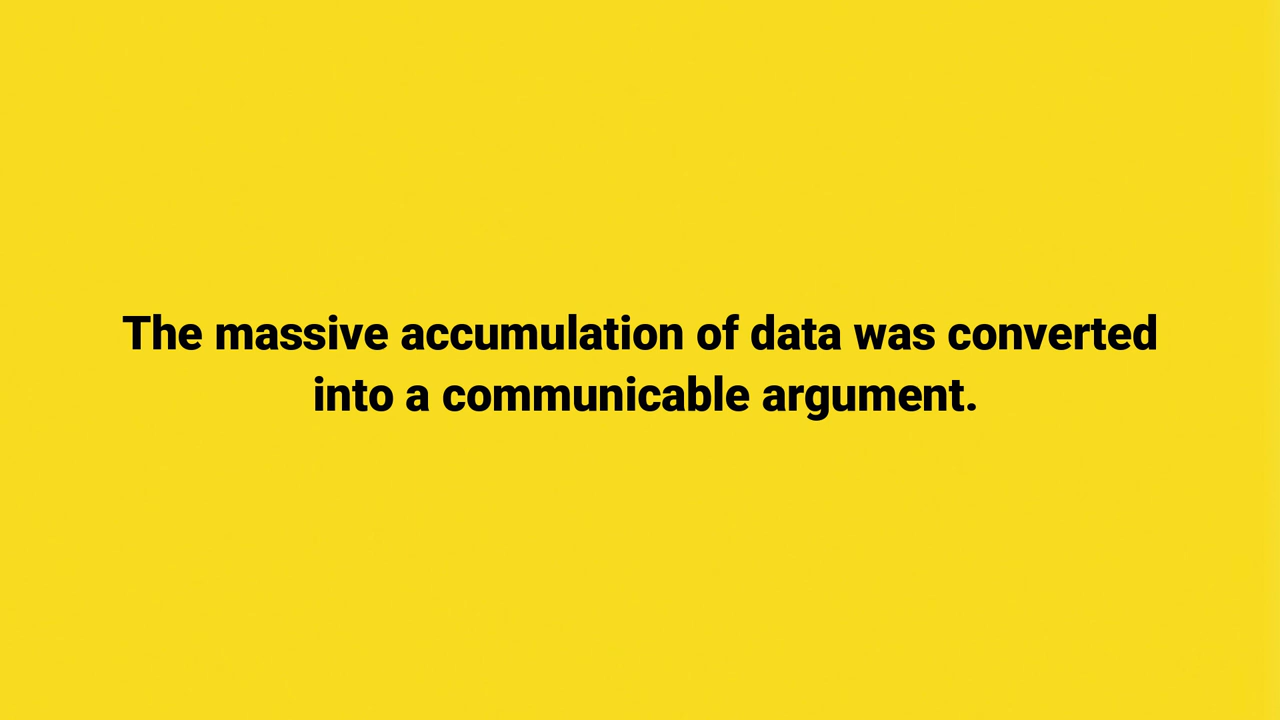 The massive accumulation of data was converted
into a communicable argument.